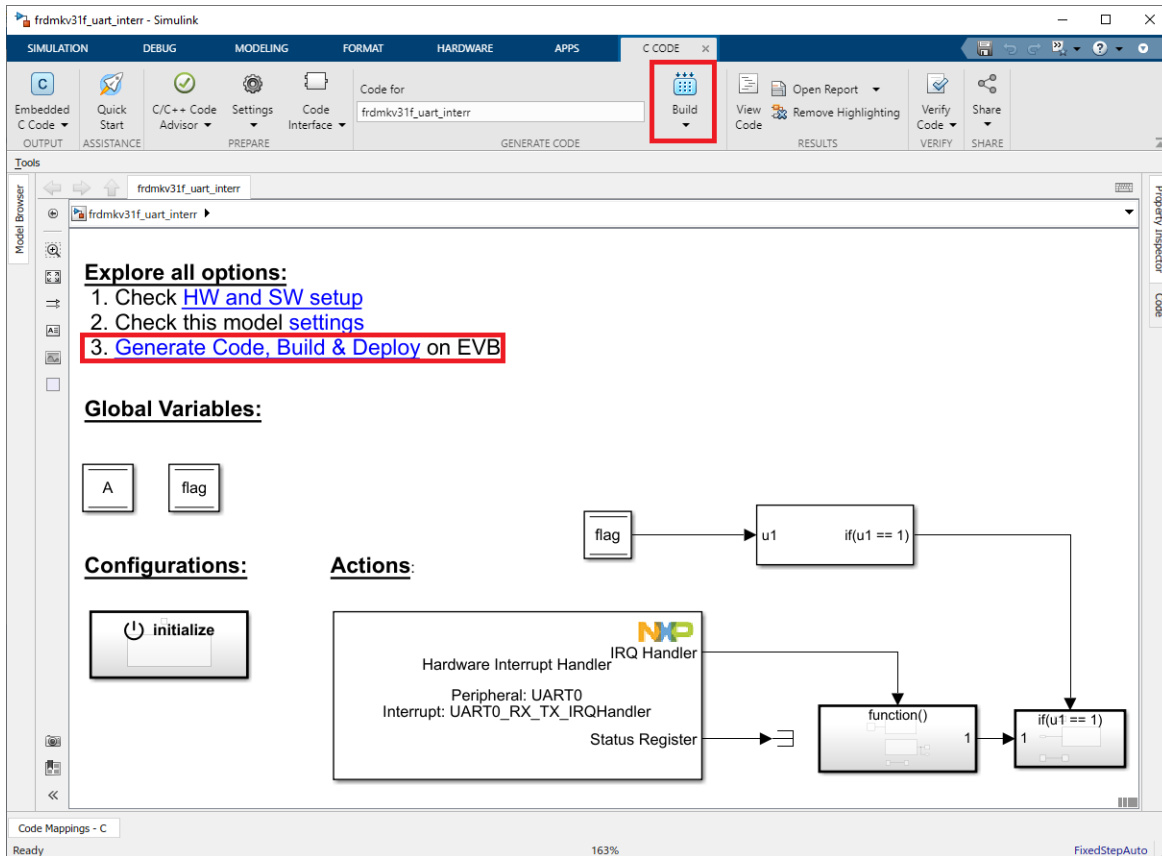 frdmkv31f_uart_interr - Simulink
SIMULATION DEBUG MODELING FORMAT HARDWARE APPS C CODE
Embedded C Code
Quick Start
C/C++ Code Advisor
Settings
Code Interface
Code for
frdmkv31f_uart_interr
Build
View Code
Open Report
Remove Highlighting
Verify Code
Share
OUTPUT ASSISTANCE PREPARE GENERATE CODE RESULTS VERIFY SHARE
Tools
Model Browser
frdmkv31f_uart_interr
frdmkv31f_uart_interr
Property Inspector
Code
Explore all options:
1. Check HW and SW setup
2. Check this model settings
3. Generate Code, Build & Deploy on EVB
Global Variables:
A
flag
flag
u1 if(u1 == 1)
Configurations:
Actions:
initialize
NXP
IRQ Handler
Hardware Interrupt Handler
Peripheral: UART0
Interrupt: UART0_RX_TX_IRQHandler
Status Register
function()
1
if(u1 == 1)
1
Code Mappings - C
Ready 163% FixedStepAuto